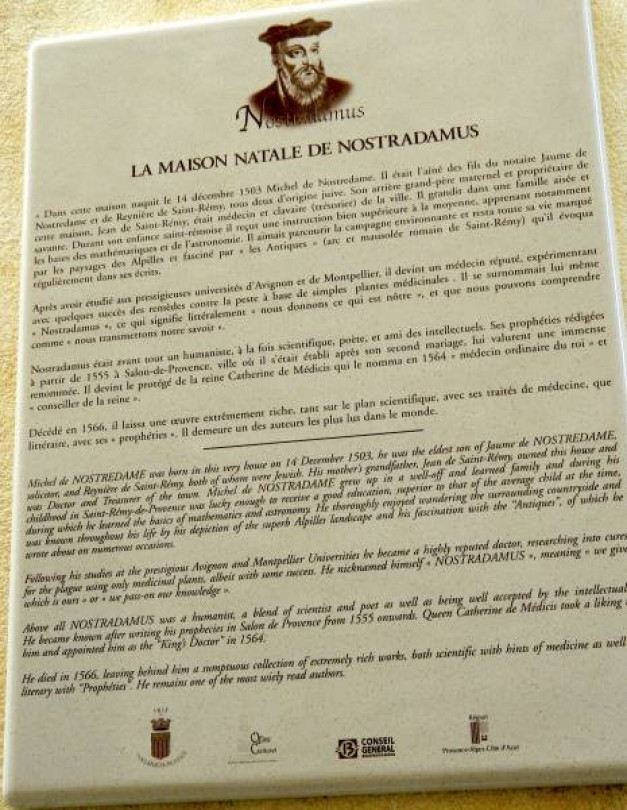 Nostradamus
LA MAISON NATALE DE NOSTRADAMUS
« Dans cette maison naquit le 14 décembre 1503 Michel de Nostredame. Il était l'aîné des fils du notaire Jaume de
Nostredame et de Reynière de Saint-Rémy, tous deux d'origine juive. Son arrière grand-père maternel et propriétaire de
cette maison, Jean de Saint-Rémy, était médecin et clavaire (trésorier) de la ville. Il grandit dans une famille aisée et
savante. Durant son enfance saint-rémoise il reçut une instruction bien supérieure à la moyenne, apprenant notamment
les bases des mathématiques et de l'astronomie. Il aimait parcourir la campagne environnante et resta toute sa vie marqué
par les paysages des Alpilles et fasciné par « les Antiques » (arc et mausolée romain de Saint-Rémy) qu'il évoqua
régulièrement dans ses écrits.
Après avoir étudié aux prestigieuses universités d'Avignon et de Montpellier, il devint un médecin réputé, expérimentant
avec quelques succès des remèdes contre la peste à base de simples plantes médicinales . Il se surnommait lui même
« Nostradamus », ce qui signifie littéralement « nous donnons ce qui est nôtre », et que nous pouvons comprendre
comme « nous transmettons notre savoir ».
Nostradamus était avant tout un humaniste, à la fois scientifique, poète, et ami des intellectuels. Ses prophéties rédigées
à partir de 1555 à Salon-de-Provence, ville où il s'était établi après son second mariage, lui valurent une immense
renommée. Il devint le protégé de la reine Catherine de Médicis qui le nomma en 1564 « médecin ordinaire du roi » et
« conseiller de la reine ».
Décédé en 1566, il laissa une œuvre extrêmement riche, tant sur le plan scientifique, avec ses traités de médecine, que
littéraire, avec ses « prophéties ». Il demeure un des auteurs les plus lus dans le monde.
Michel de NOSTREDAME was born in this very house on 14 December 1503, he was the eldest son of Jaume de NOSTREDAME,
solicitor, and Reynière de Saint-Rémy, both of whom were Jewish. His mother's grandfather, Jean de Saint-Rémy, owned this house and
was Doctor and Treasurer of the town. Michel de NOSTRADAME grew up in a well-off and learned family and during his
childhood in Saint-Rémy-de-Provence was lucky enough to receive a good education, superior to that of the average child at the time,
during which he learned the basics of mathematics and astronomy. He thoroughly enjoyed wandering the surrounding countryside and
was known throughout his life by his depiction of the superb Alpilles landscape and his fascination with the "Antiques", of which he
wrote about on numerous occasions.
Following his studies at the prestigious Avignon and Montpellier Universities he became a highly reputed doctor, researching into cures
for the plague using only medicinal plants, albeit with some success. He nicknamed himself « NOSTRADAMUS », meaning « we give
which is ours » or « we pass-on our knowledge ».
Above all NOSTRADAMUS was a humanist, a blend of scientist and poet as well as being well accepted by the intellectual
He became known after writing his prophecies in Salon de Provence from 1555 onwards. Queen Catherine de Médicis took a liking
him and appointed him as the "King's Doctor" in 1564.
He died in 1566, leaving behind him a sumptuous collection of extremely rich works, both scientific with hints of medicine as well
literary with "Prophéties". He remains one of the most wiely read authors.
CONSEIL
GENERAL
Région
Provence-Alpes-Côte d'Azur